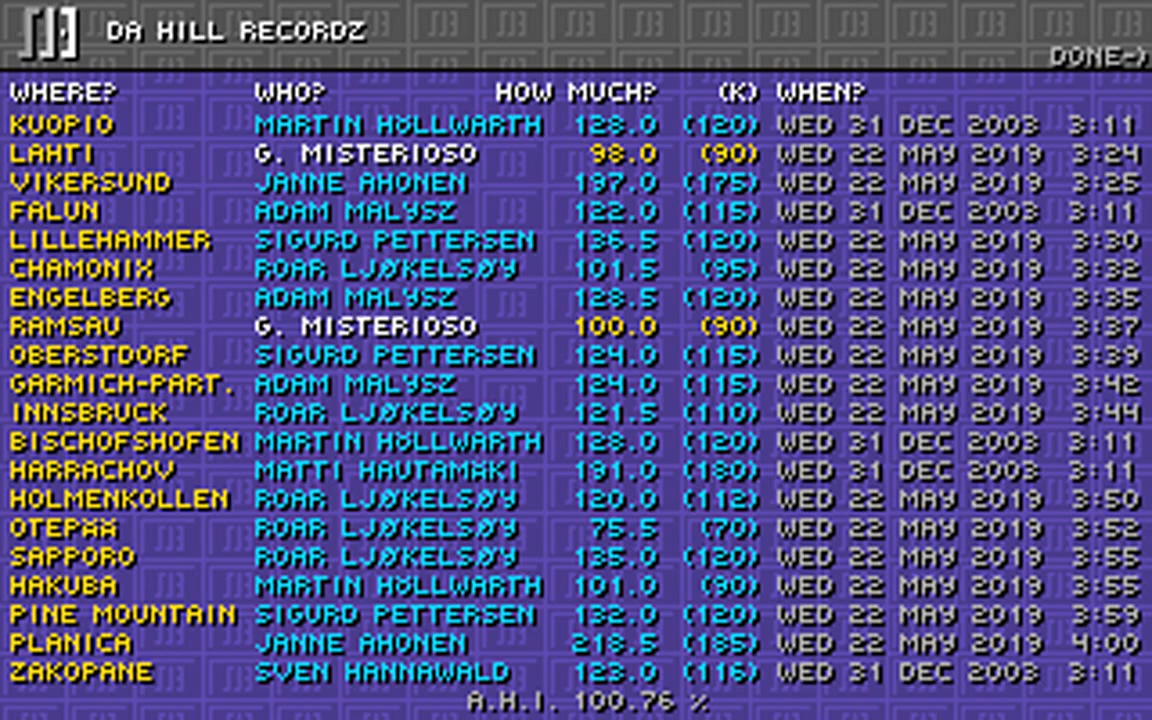 DA HILL RECORDZ
DONE-)
WHERE? WHO? HOW MUCH? (K) WHEN?
KUOPIO MARTIN HÖLLWARTH 128.0 (120) WED 31 DEC 2003 3:11
LAHTI G. MISTERIOSO 98.0 (90) WED 22 MAY 2019 3:24
VIKERSUND JANNE AHONEN 197.0 (175) WED 22 MAY 2019 3:25
FALUN ADAM MALYSZ 122.0 (115) WED 31 DEC 2003 3:11
LILLEHAMMER SIGURD PETTERSEN 136.5 (120) WED 22 MAY 2019 3:30
CHAMONIX ROAR LJØKELSØY 101.5 (95) WED 22 MAY 2019 3:32
ENGELBERG ADAM MALYSZ 128.5 (120) WED 22 MAY 2019 3:35
RAMSAU G. MISTERIOSO 100.0 (90) WED 22 MAY 2019 3:37
OBERSTDORF SIGURD PETTERSEN 124.0 (115) WED 22 MAY 2019 3:39
GARMICH-PART. ADAM MALYSZ 124.0 (115) WED 22 MAY 2019 3:42
INNSBRUCK ROAR LJØKELSØY 121.5 (110) WED 22 MAY 2019 3:44
BISCHOFSHOFEN MARTIN HÖLLWARTH 128.0 (120) WED 31 DEC 2003 3:11
HARRACHOV MATTI HAUTAMÄKI 191.0 (180) WED 31 DEC 2003 3:11
HOLMENKOLLEN ROAR LJØKELSØY 120.0 (112) WED 22 MAY 2019 3:50
OTEPÄÄ ROAR LJØKELSØY 75.5 (70) WED 22 MAY 2019 3:52
SAPPORO ROAR LJØKELSØY 135.0 (120) WED 22 MAY 2019 3:55
HAKUBA MARTIN HÖLLWARTH 101.0 (90) WED 22 MAY 2019 3:55
PINE MOUNTAIN SIGURD PETTERSEN 132.0 (120) WED 22 MAY 2019 3:59
PLANICA JANNE AHONEN 218.5 (185) WED 22 MAY 2019 4:00
ZAKOPANE SVEN HANNAWALD 123.0 (116) WED 31 DEC 2003 3:11
A.H.I. 100.76 %